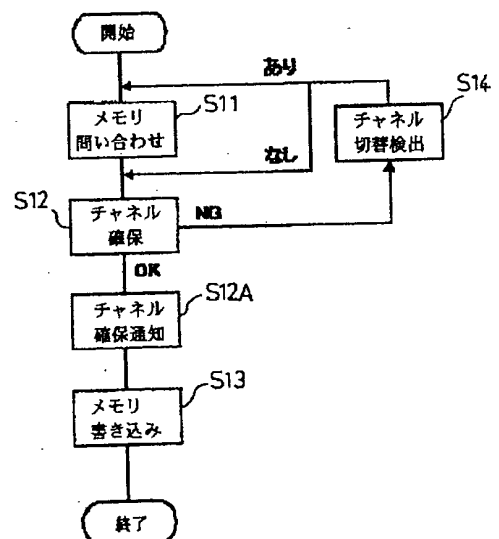 開始
あり
S14
S11
メモリ
問い合わせ
チャネル
切替検出
なし
S12
チャネル
確保
NG
OK
S12A
チャネル
確保通知
S13
メモリ
書き込み
終了